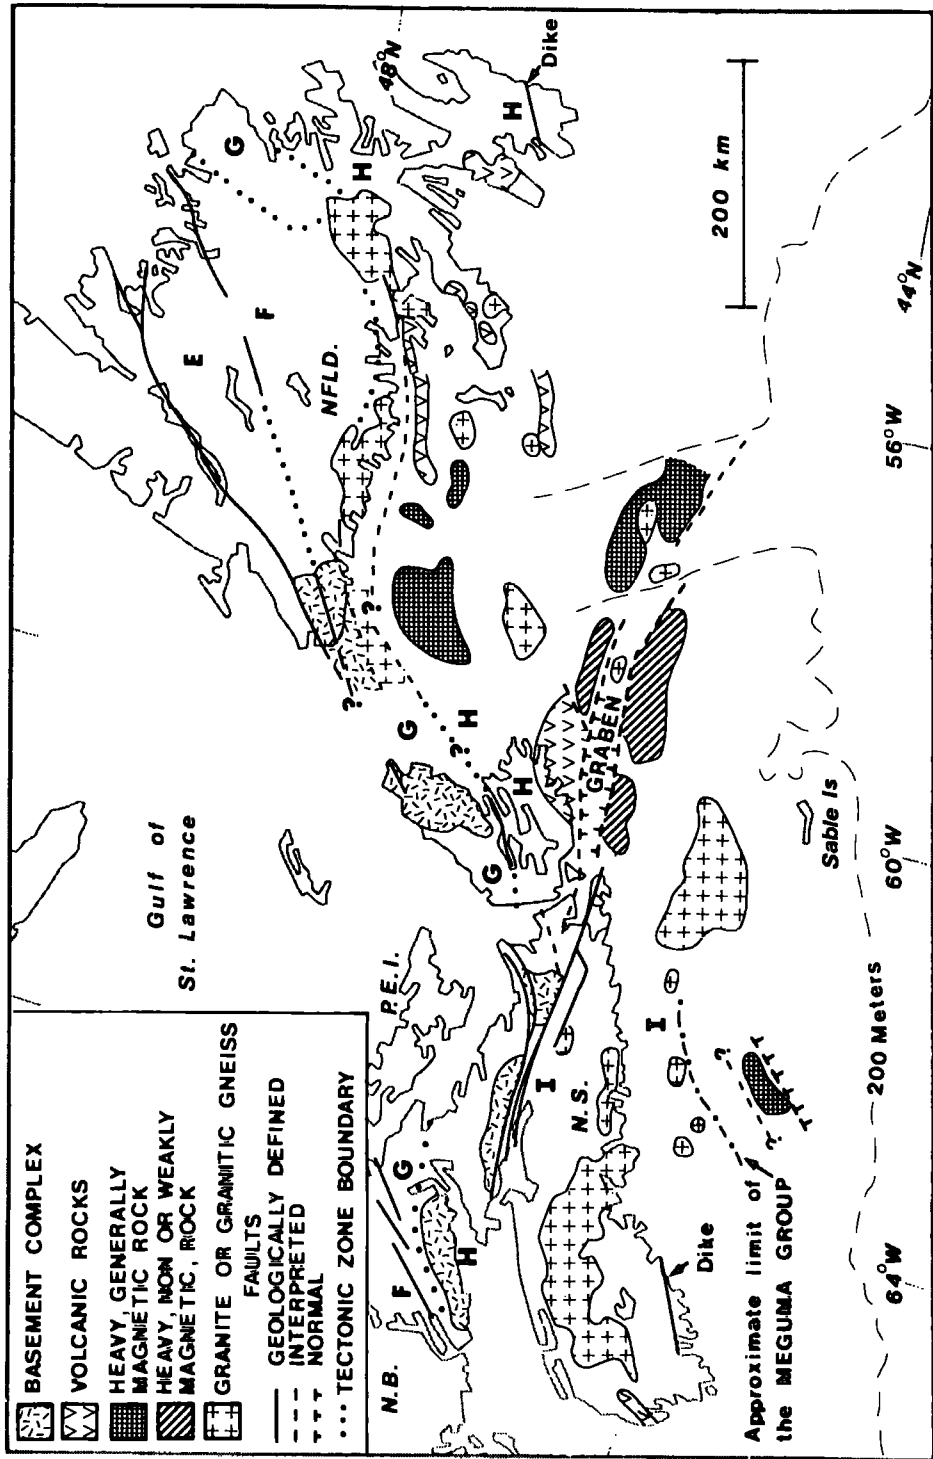 BASEMENT COMPLEX
VOLCANIC ROCKS
HEAVY, GENERALLY
MAGNETIC ROCK
HEAVY, NON OR WEAKLY
MAGNETIC, ROCK
GRANITE OR GRANITIC GNEISS
FAULTS
GEOLOGICALLY DEFINED
INTERPRETED
NORMAL
TECTONIC ZONE BOUNDARY
Gulf of
St. Lawrence
48°N
Dike
H
G
H
E
F
NFLD.
200 km
44°N
56°W
?
?
G
H
?
H
G
GRABEN
Sable Is
60°W
P.E.I.
N.B.
F
G
H
I
N.S.
I
?
?
200 Meters
Dike
Approximate limit of
the MEGUMA GROUP
64°W